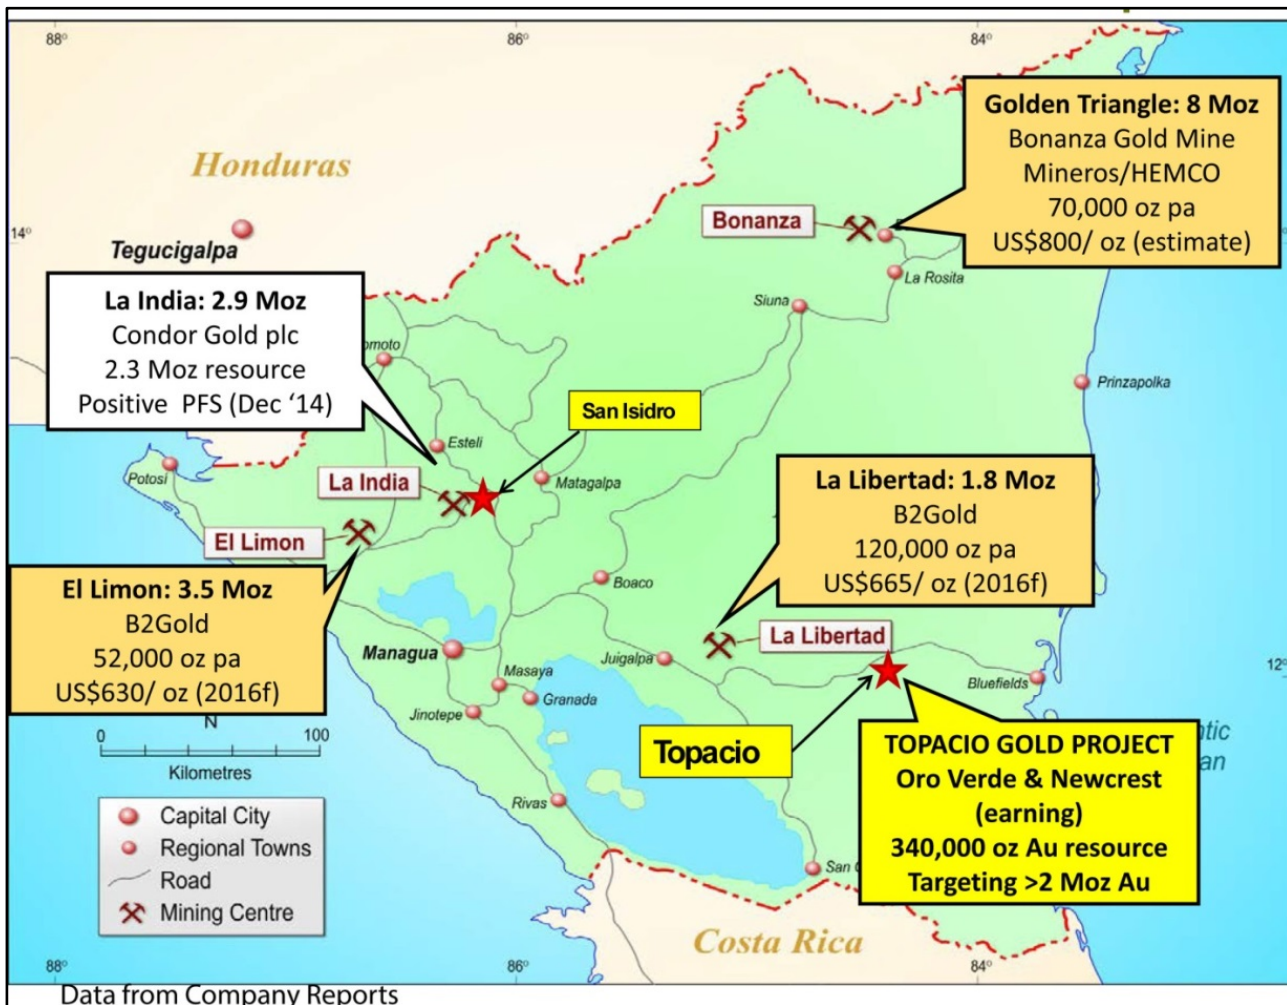 88°
86°
84°
Honduras
Tegucigalpa
14°
Golden Triangle: 8 Moz
Bonanza Gold Mine
Mineros/HEMCO
70,000 oz pa
US$800/ oz (estimate)
Bonanza
La Rosita
Siuna
Prinzapolka
La India: 2.9 Moz
Condor Gold plc
2.3 Moz resource
Positive PFS (Dec ‘14)
omoto
San Isidro
Esteli
Potosi
La India
Matagalpa
El Limon
La Libertad: 1.8 Moz
B2Gold
120,000 oz pa
US$665/ oz (2016f)
El Limon: 3.5 Moz
B2Gold
52,000 oz pa
US$630/ oz (2016f)
Boaco
Managua
La Libertad
Juigalpa
Masaya
Granada
Jinotepe
Bluefields
12°
N
0 100
Kilometres
Topacio
TOPACIO GOLD PROJECT
Oro Verde & Newcrest
(earning)
340,000 oz Au resource
Targeting >2 Moz Au
ntic
an
Rivas
San
Capital City
Regional Towns
Road
Mining Centre
Costa Rica
88°
86°
84°
Data from Company Reports